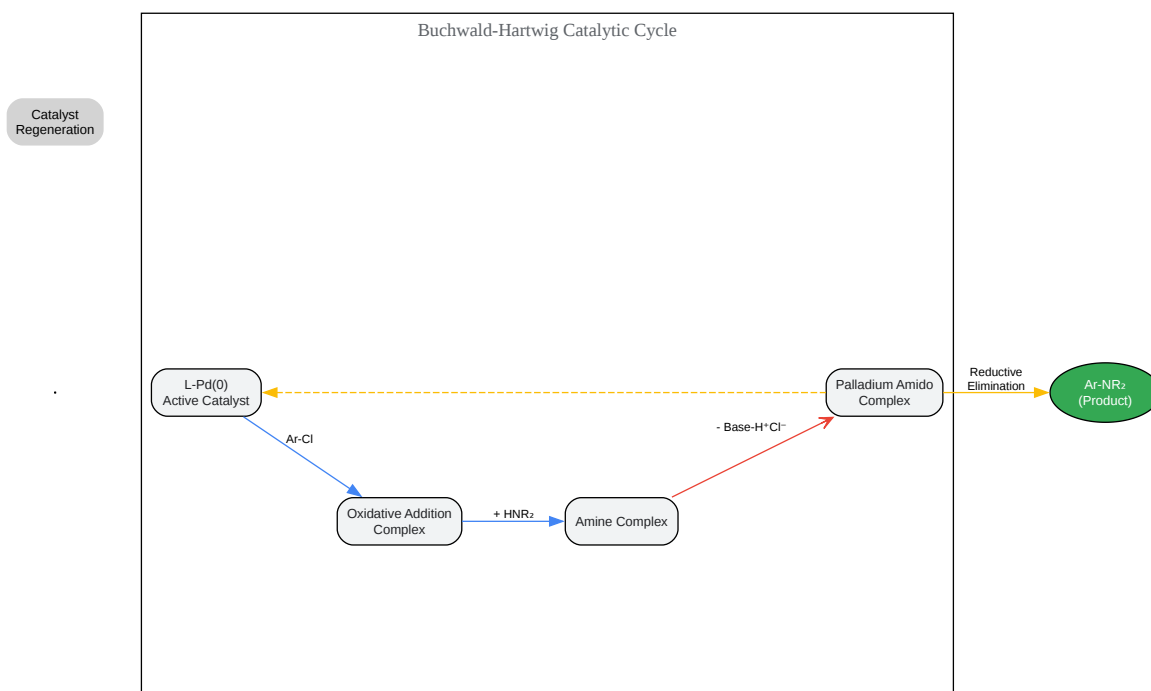 Buchwald-Hartwig Catalytic Cycle
Catalyst
Regeneration
L-Pd(0)
Active Catalyst
Palladium Amido
Complex
Reductive
Elimination
Ar-NR₂
(Product)
Ar-Cl
- Base-H⁺Cl⁻
Oxidative Addition
Complex
+ HNR₂
Amine Complex